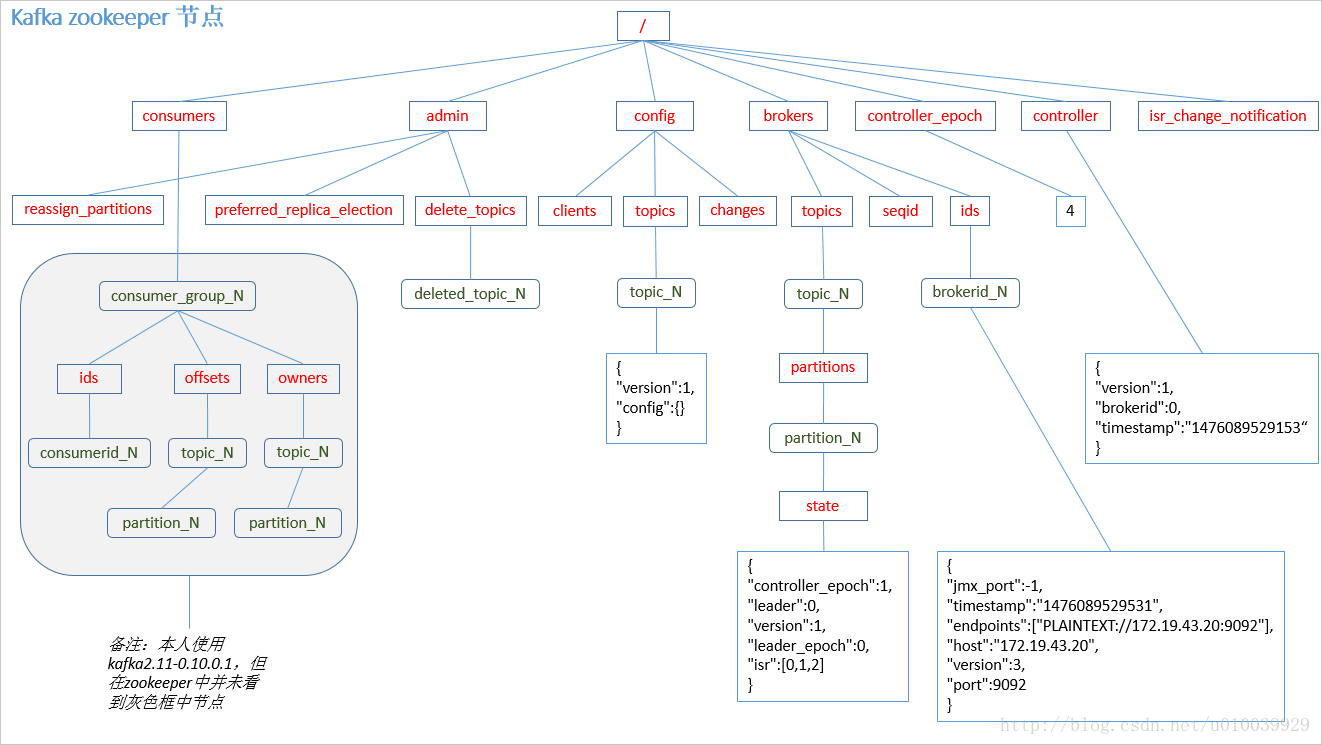 Kafka zookeeper 节点
/
consumers
admin
config
brokers
controller_epoch
controller
isr_change_notification
reassign_partitions
preferred_replica_election
delete_topics
clients
topics
changes
topics
seqid
ids
4
consumer_group_N
deleted_topic_N
topic_N
topic_N
brokerid_N
ids
offsets
owners
consumerid_N
topic_N
topic_N
partition_N
partition_N
{
"version":1,
"config":{}
}
partitions
partition_N
state
{
"controller_epoch":1,
"leader":0,
"version":1,
"leader_epoch":0,
"isr":[0,1,2]
}
{
"jmx_port":-1,
"timestamp":"1476089529531",
"endpoints":["PLAINTEXT://172.19.43.20:9092"],
"host":"172.19.43.20",
"version":3,
"port":9092
}
{
"version":1,
"brokerid":0,
"timestamp":"1476089529153“
}
备注：本人使用
kafka2.11-0.10.0.1，但
在zookeeper中并未看
到灰色框中节点
http://blog.csdn.net/u010039929